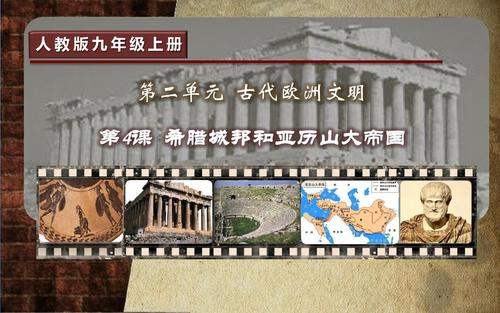 人教版九年级上册
第二单元 古代欧洲文明
第4课 希腊城邦和亚历山大帝国